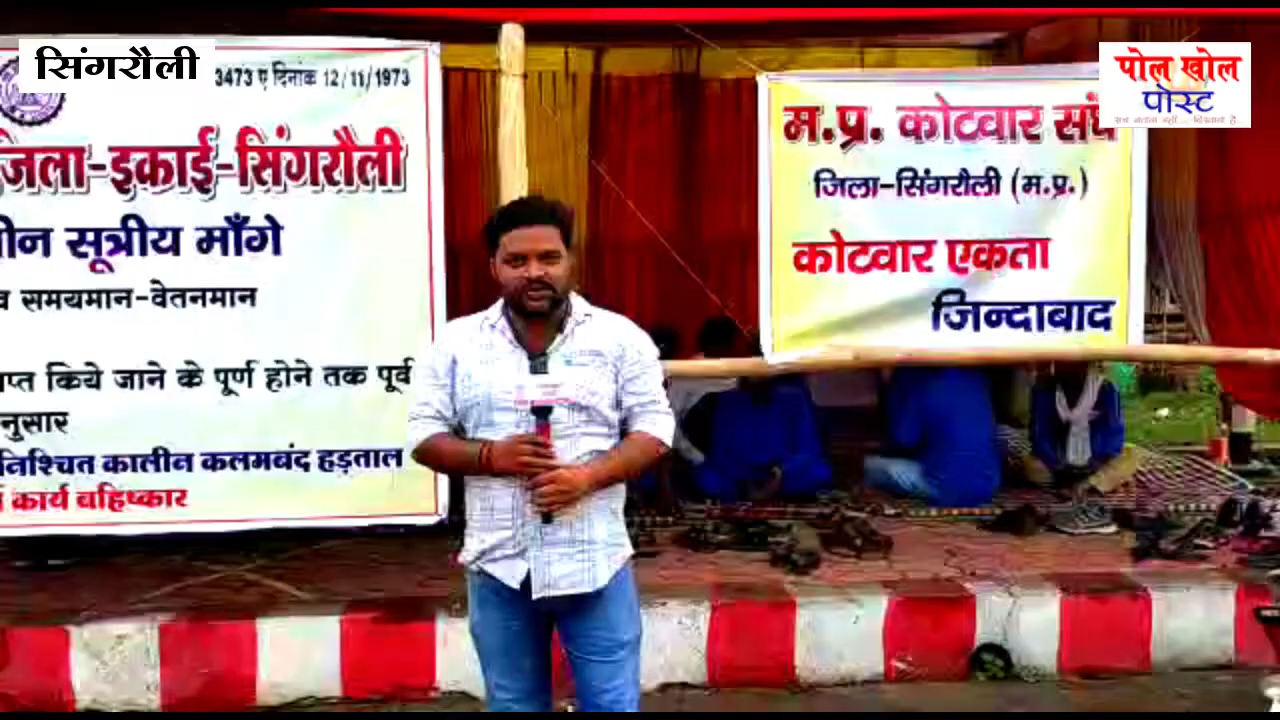 सिंगरौली
3473 ए दिनांक 12/11/1973
जिला-इकाई-सिंगरौली
सूत्रीय माँगे
समयमान-वेतनमान
किये जाने के पूर्ण होने तक पूर्व
कालीन कलमबंद हड़ताल
कार्य बहिष्कार
पोल खोल
पोस्ट
म.प्र. कोटवार संघ
जिला-सिंगरौली (म.प्र.)
कोटवार एकता
जिन्दाबाद